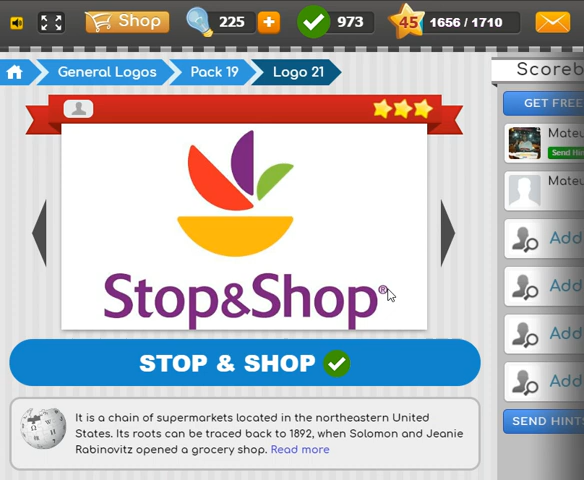 Shop 225 973 45 1656 / 1710
General Logos Pack 19 Logo 21
Scoreb
GET FREE
Mateu
Send Hin
Mateu
Stop&Shop®
Add
Add
Add
Add
STOP & SHOP
SEND HINTS
It is a chain of supermarkets located in the northeastern United
States. Its roots can be traced back to 1892, when Solomon and Jeanie
Rabinovitz opened a grocery shop. Read more